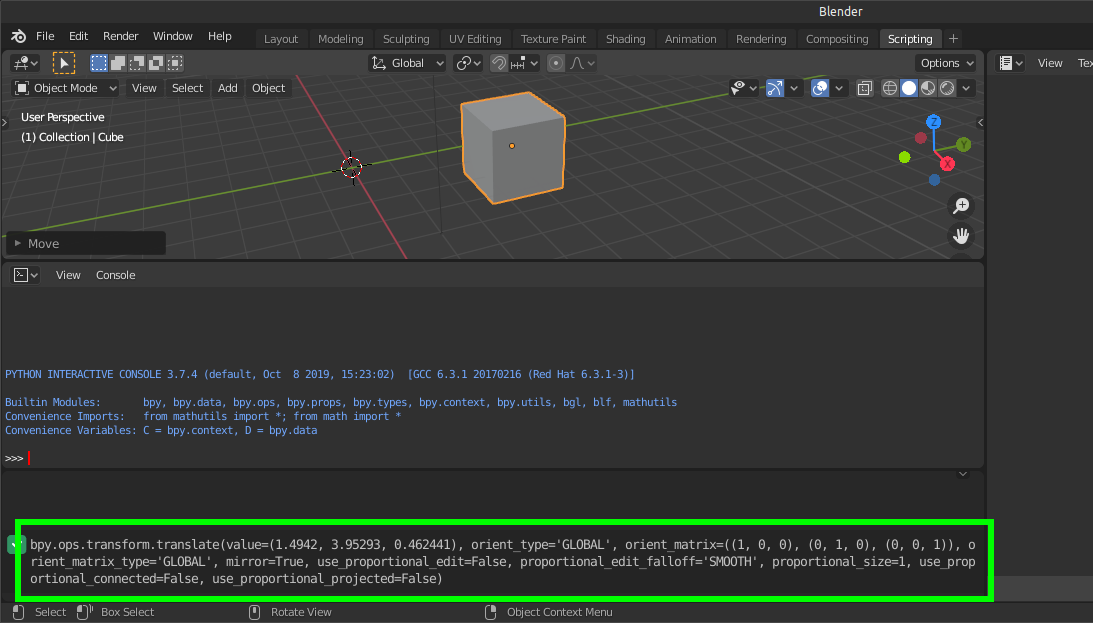 Blender
File Edit Render Window Help Layout Modeling Sculpting UV Editing Texture Paint Shading Animation Rendering Compositing Scripting +
Global Options View Tex
Object Mode View Select Add Object
User Perspective
(1) Collection | Cube
Z
Y
X
Move
View Console
PYTHON INTERACTIVE CONSOLE 3.7.4 (default, Oct  8 2019, 15:23:02)  [GCC 6.3.1 20170216 (Red Hat 6.3.1-3)]
Builtin Modules:       bpy, bpy.data, bpy.ops, bpy.props, bpy.types, bpy.context, bpy.utils, bgl, blf, mathutils
Convenience Imports:   from mathutils import *; from math import *
Convenience Variables: C = bpy.context, D = bpy.data
>>>
bpy.ops.transform.translate(value=(1.4942, 3.95293, 0.462441), orient_type='GLOBAL', orient_matrix=((1, 0, 0), (0, 1, 0), (0, 0, 1)), o
rient_matrix_type='GLOBAL', mirror=True, use_proportional_edit=False, proportional_edit_falloff='SMOOTH', proportional_size=1, use_prop
ortional_connected=False, use_proportional_projected=False)
Select Box Select Rotate View Object Context Menu